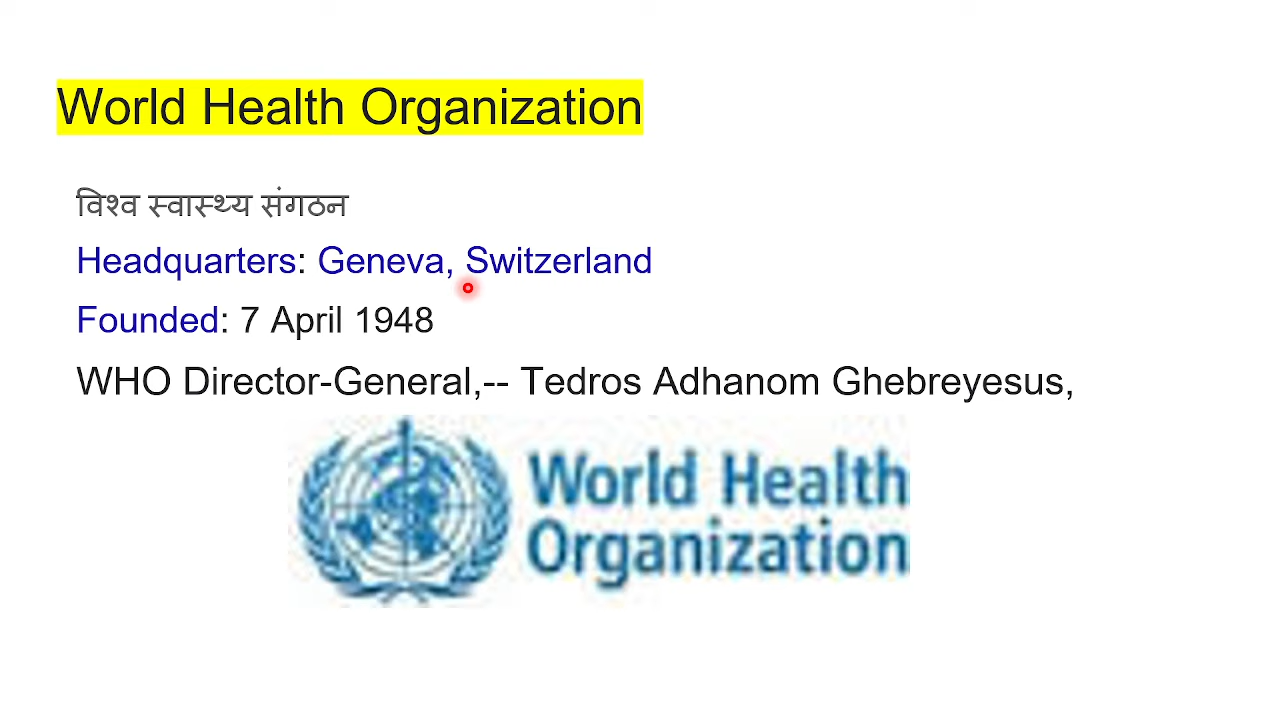 World Health Organization
विश्व स्वास्थ्य संगठन
Headquarters: Geneva, Switzerland
Founded: 7 April 1948
WHO Director-General,-- Tedros Adhanom Ghebreyesus,
World Health
Organization